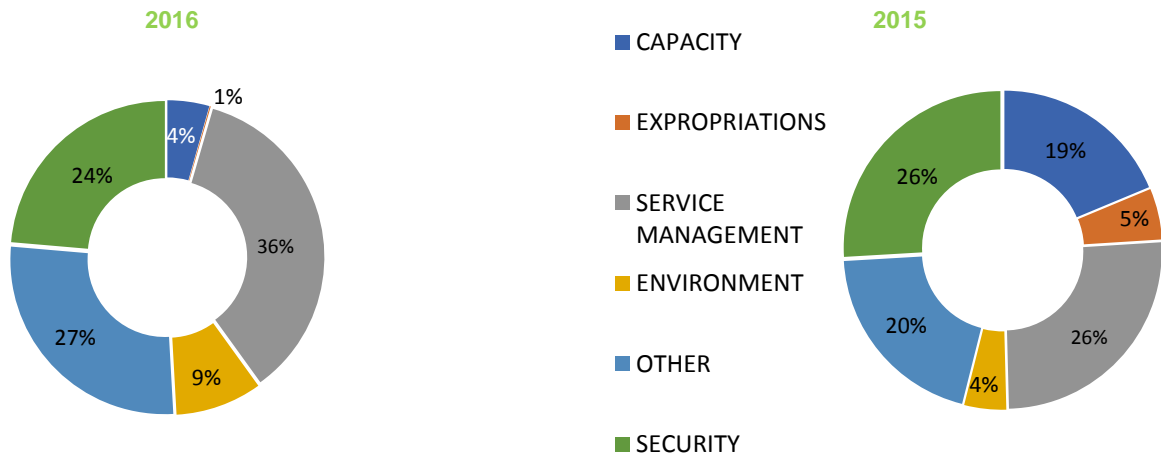 2016
4%
1%
36%
9%
27%
24%
CAPACITY
EXPROPRIATIONS
SERVICE
MANAGEMENT
ENVIRONMENT
OTHER
SECURITY
2015
19%
5%
26%
4%
20%
26%